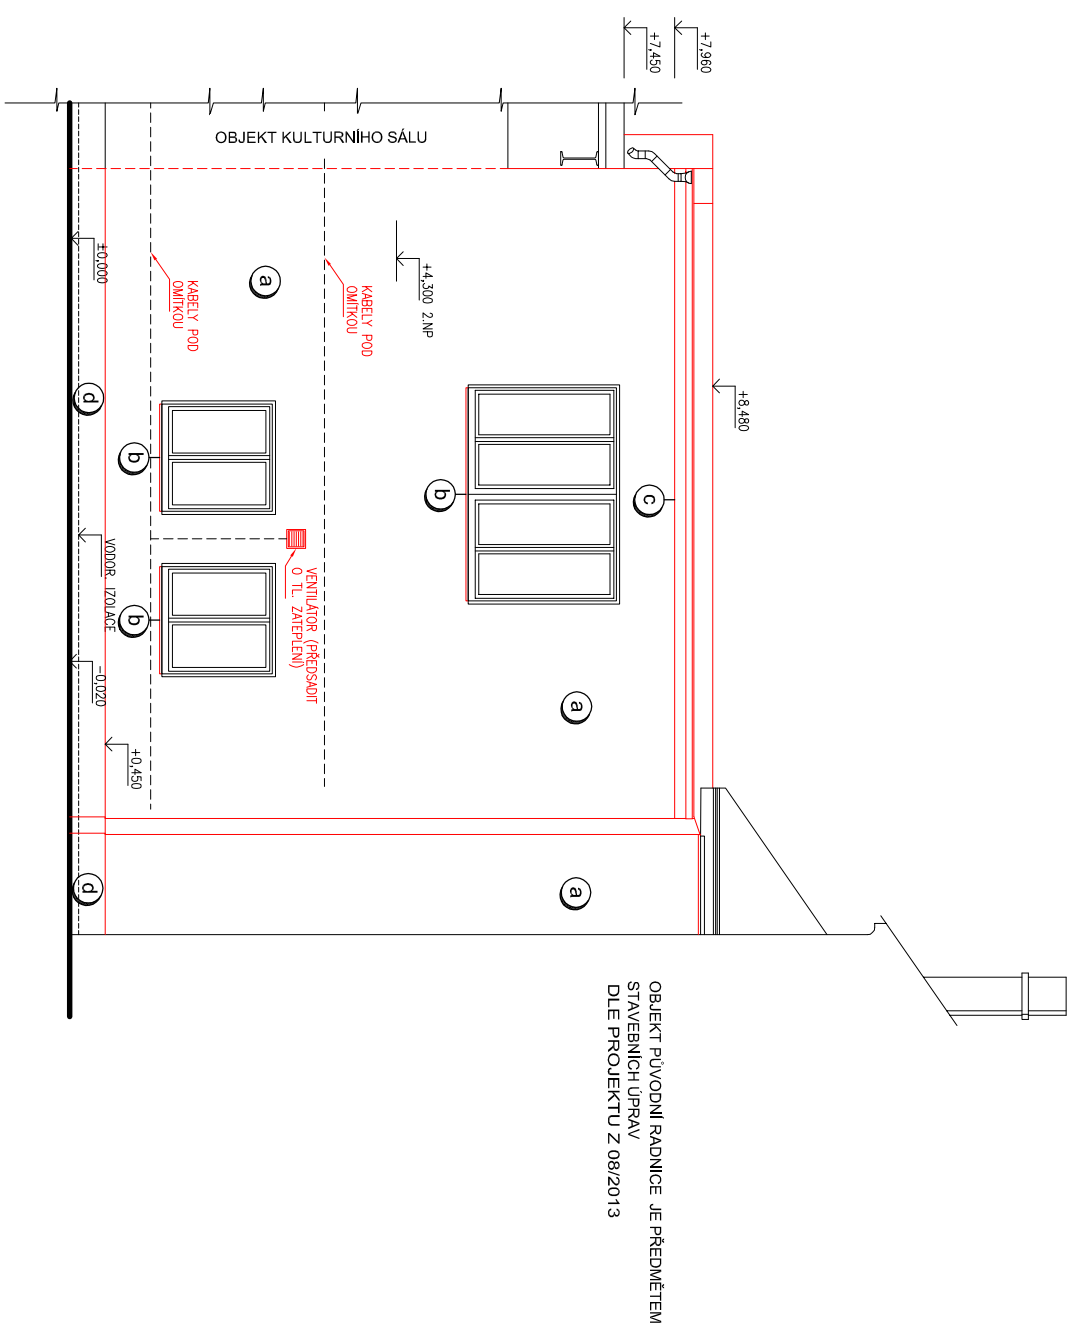 +7,960
+7,450
OBJEKT KULTURNÍHO SÁLU
+8,480
+4,300 2.NP
KABELY POD
OMÍTKOU
a
±0,000
KABELY POD
OMÍTKOU
c
b
d
b
VENTILÁTOR (PŘEDSADIT
O TL. ZATEPLENÍ)
VODOR. IZOLACE
b
a
-0,020
+0,450
a
d
OBJEKT PŮVODNÍ RADNICE JE PŘEDMĚTEM
STAVEBNÍCH ÚPRAV
DLE PROJEKTU Z 08/2013